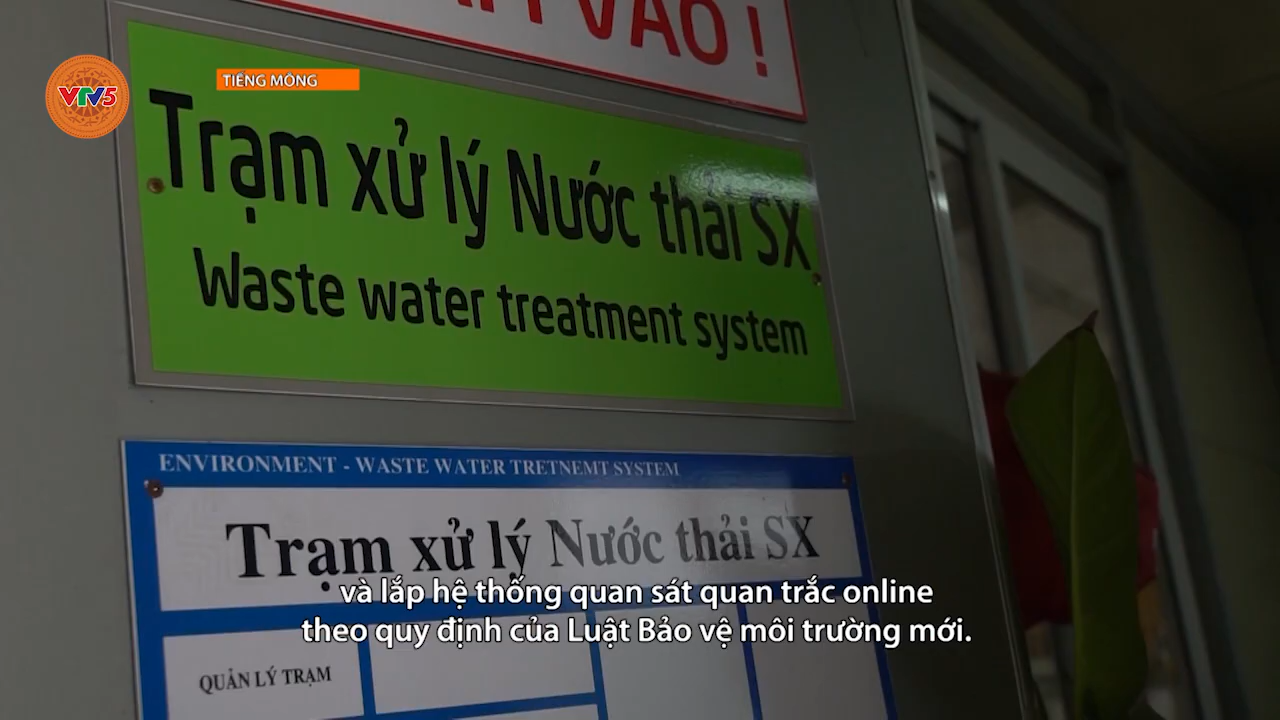 VÀO !
VTV5
TIẾNG MÔNG
Trạm xử lý Nước thải SX
Waste water treatment system
ENVIRONMENT - WASTE WATER TRETNEMT SYSTEM
Trạm xử lý Nước thải SX
và lắp hệ thống quan sát quan trắc online
theo quy định của Luật Bảo vệ môi trường mới.
QUẢN LÝ TRẠM